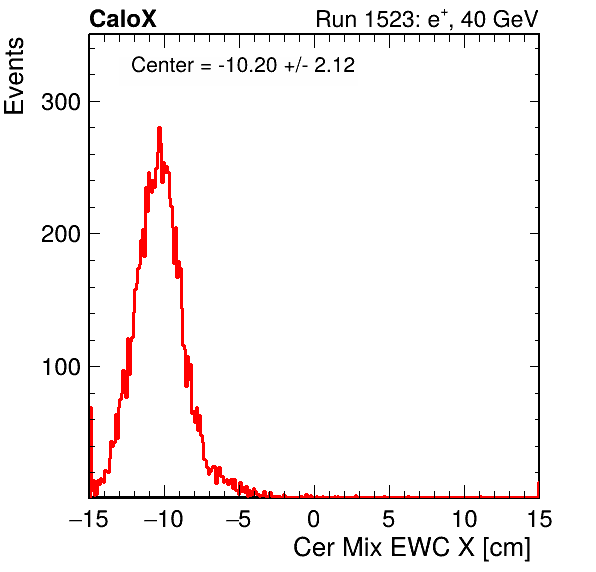 CaloX Run 1523: e⁺, 40 GeV
Center = -10.20 +/- 2.12
Events
300
200
100
−15 −10 −5 0 5 10 15
Cer Mix EWC X [cm]